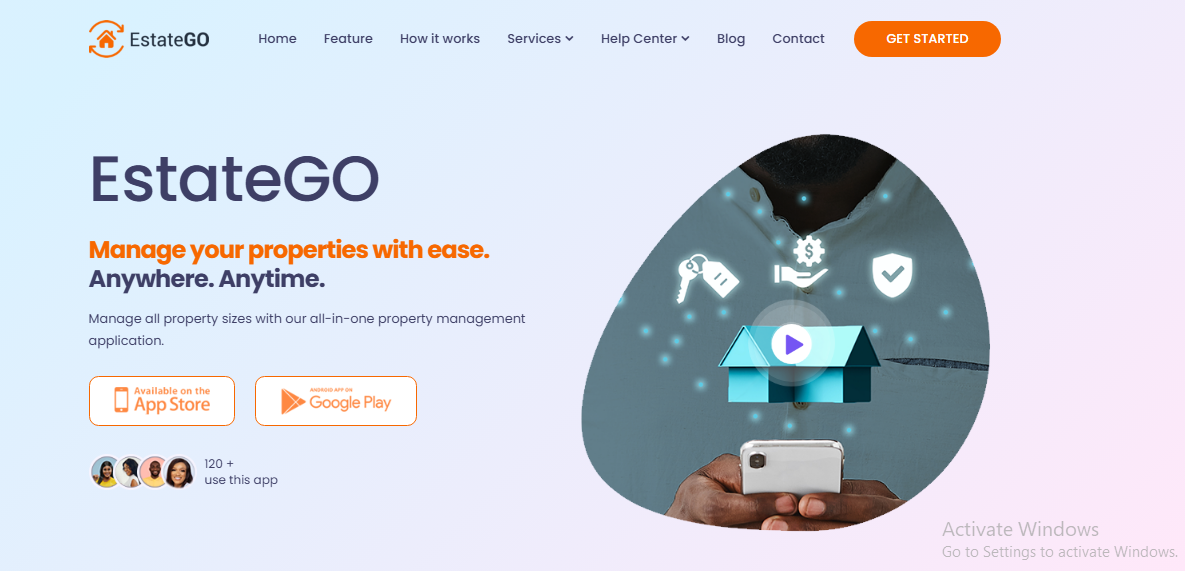 EstateGO
Home Feature How it works Services Help Center Blog Contact GET STARTED
EstateGO
Manage your properties with ease.
Anywhere. Anytime.
Manage all property sizes with our all-in-one property management
application.
Available on the
App Store
ANDROID APP ON
Google Play
120 +
use this app
$
Activate Windows
Go to Settings to activate Windows.